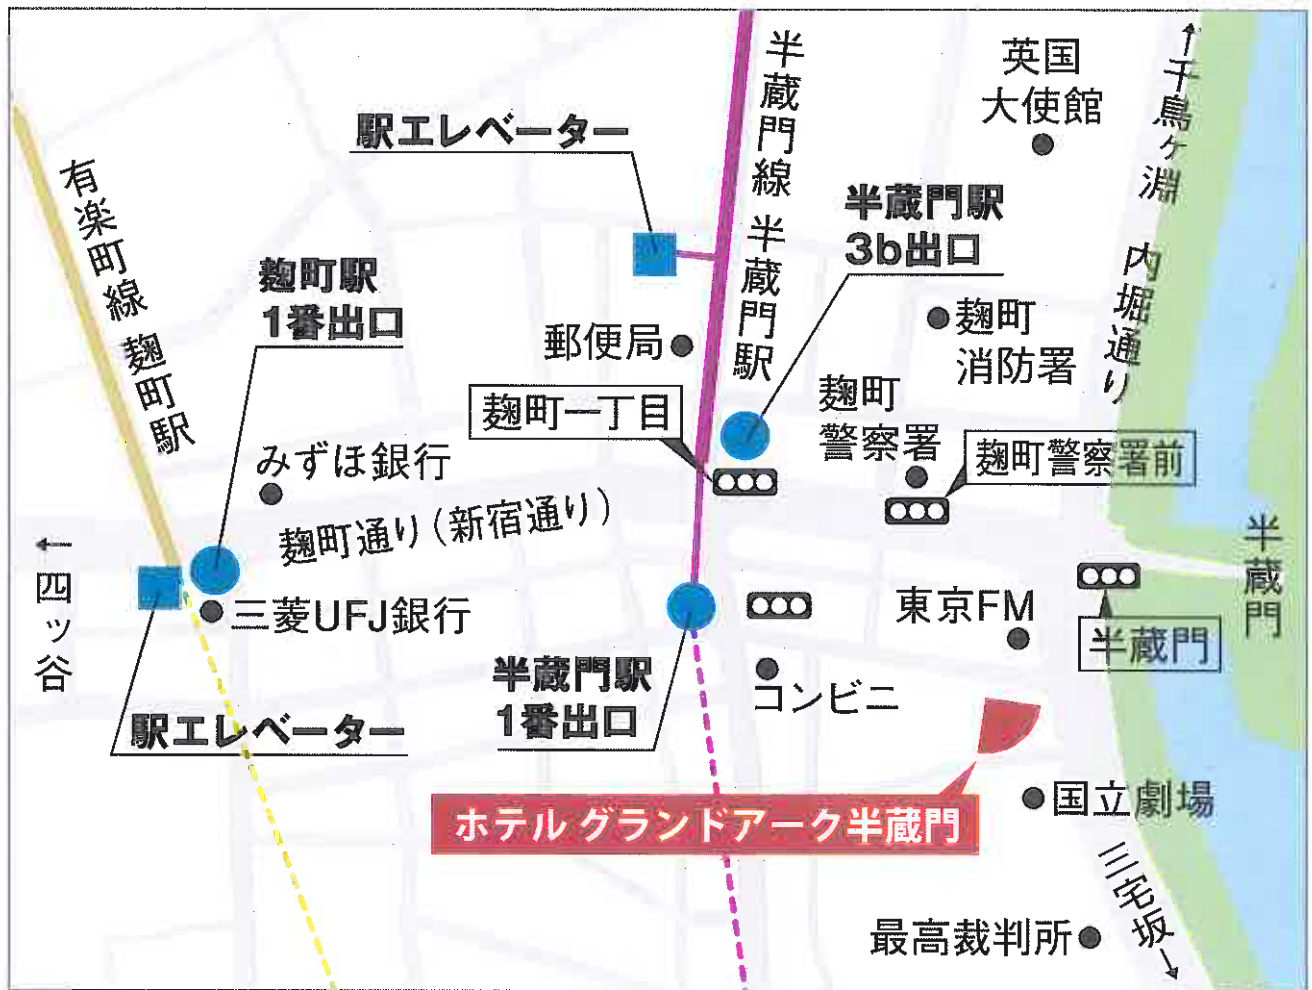 半蔵門線 半蔵門駅
英国
大使館
↑千鳥ヶ淵 内堀通り
駅エレベーター
有楽町線 麹町駅
半蔵門駅
3b出口
麹町駅
1番出口
郵便局
麹町
消防署
麹町一丁目
麹町
警察署
麹町警察署前
みずほ銀行
麹町通り(新宿通り)
←四ッ谷
半蔵門
三菱UFJ銀行
東京FM
半蔵門
半蔵門駅
1番出口
コンビニ
駅エレベーター
ホテル グランドアーク半蔵門
国立劇場
三宅坂→
最高裁判所